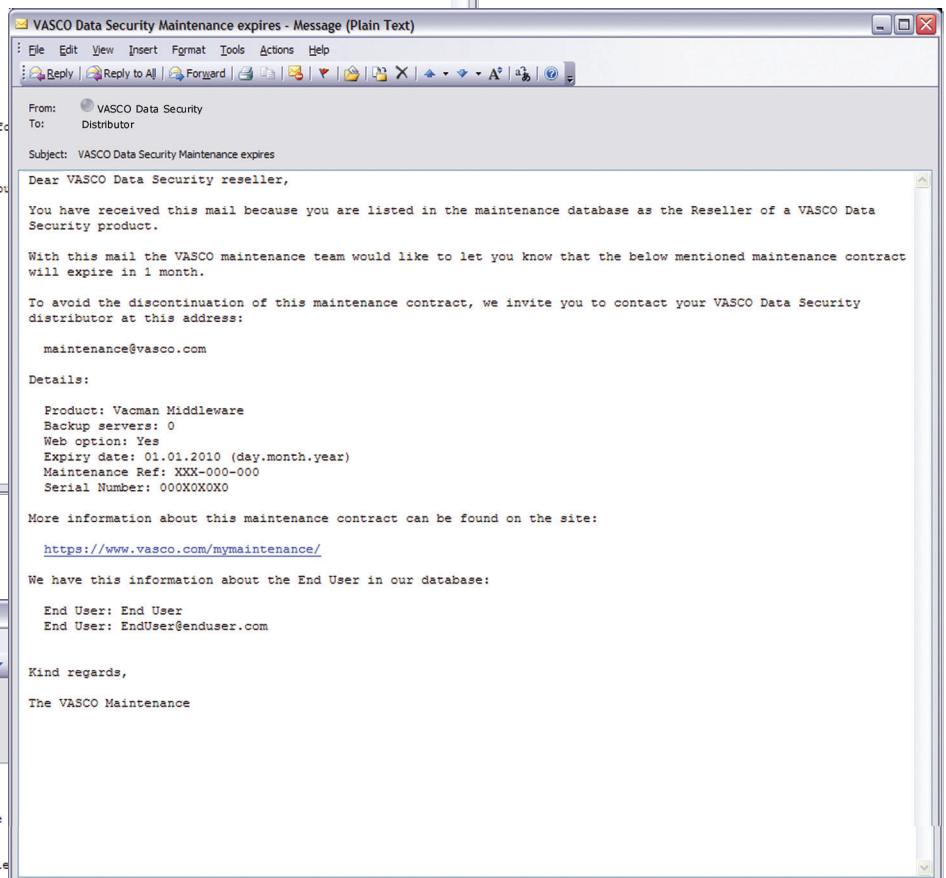 VASCO Data Security Maintenance expires - Message (Plain Text)
File Edit View Insert Format Tools Actions Help
Reply Reply to All Forward
From: VASCO Data Security
To: Distributor
Subject: VASCO Data Security Maintenance expires
Dear VASCO Data Security reseller,
You have received this mail because you are listed in the maintenance database as the Reseller of a VASCO Data
Security product.
With this mail the VASCO maintenance team would like to let you know that the below mentioned maintenance contract
will expire in 1 month.
To avoid the discontinuation of this maintenance contract, we invite you to contact your VASCO Data Security
distributor at this address:
maintenance@vasco.com
Details:
Product: Vacman Middleware
Backup servers: 0
Web option: Yes
Expiry date: 01.01.2010 (day.month.year)
Maintenance Ref: XXX-000-000
Serial Number: 000X0X0X0
More information about this maintenance contract can be found on the site:
https://www.vasco.com/mymaintenance/
We have this information about the End User in our database:
End User: End User
End User: EndUser@enduser.com
Kind regards,
The VASCO Maintenance